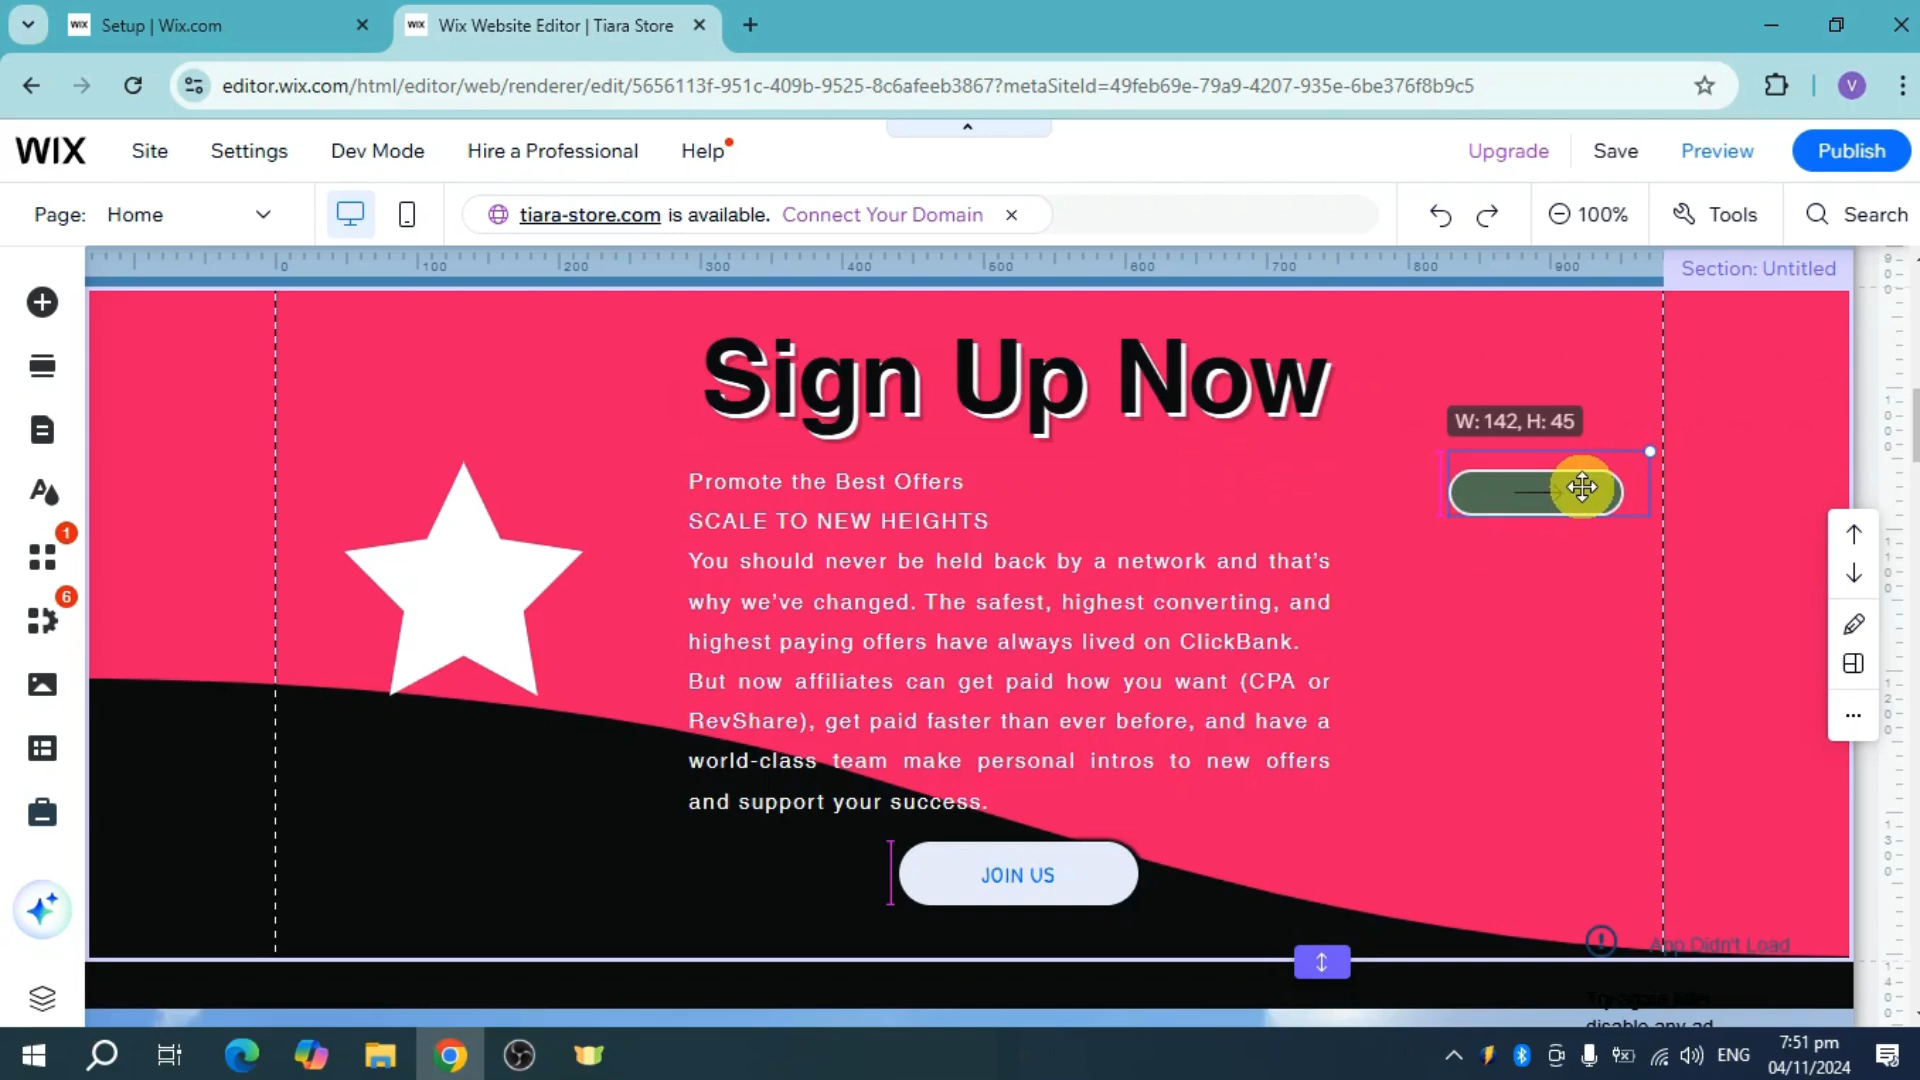 WIX
Setup | Wix.com
WIX
Wix Website Editor | Tiara Store
editor.wix.com/html/editor/web/renderer/edit/5656113f-951c-409b-9525-8c6afeeb3867?metaSiteId=49feb69e-79a9-4207-935e-6be376f8b9c5
V
WIX
Site
Settings
Dev Mode
Hire a Professional
Help
Upgrade
Save
Preview
Publish
Page: Home
tiara-store.com is available. Connect Your Domain
100%
Tools
Search
0 100 200 300 400 500 600 700 800 900
Section: Untitled
Sign Up Now
W: 142, H: 45
Promote the Best Offers
SCALE TO NEW HEIGHTS
You should never be held back by a network and that's
why we've changed. The safest, highest converting, and
highest paying offers have always lived on ClickBank.
But now affiliates can get paid how you want (CPA or
RevShare), get paid faster than ever before, and have a
world-class team make personal intros to new offers
and support your success.
JOIN US
1
6
App Didn't Load
disable any ad
ENG
7:51 pm
04/11/2024